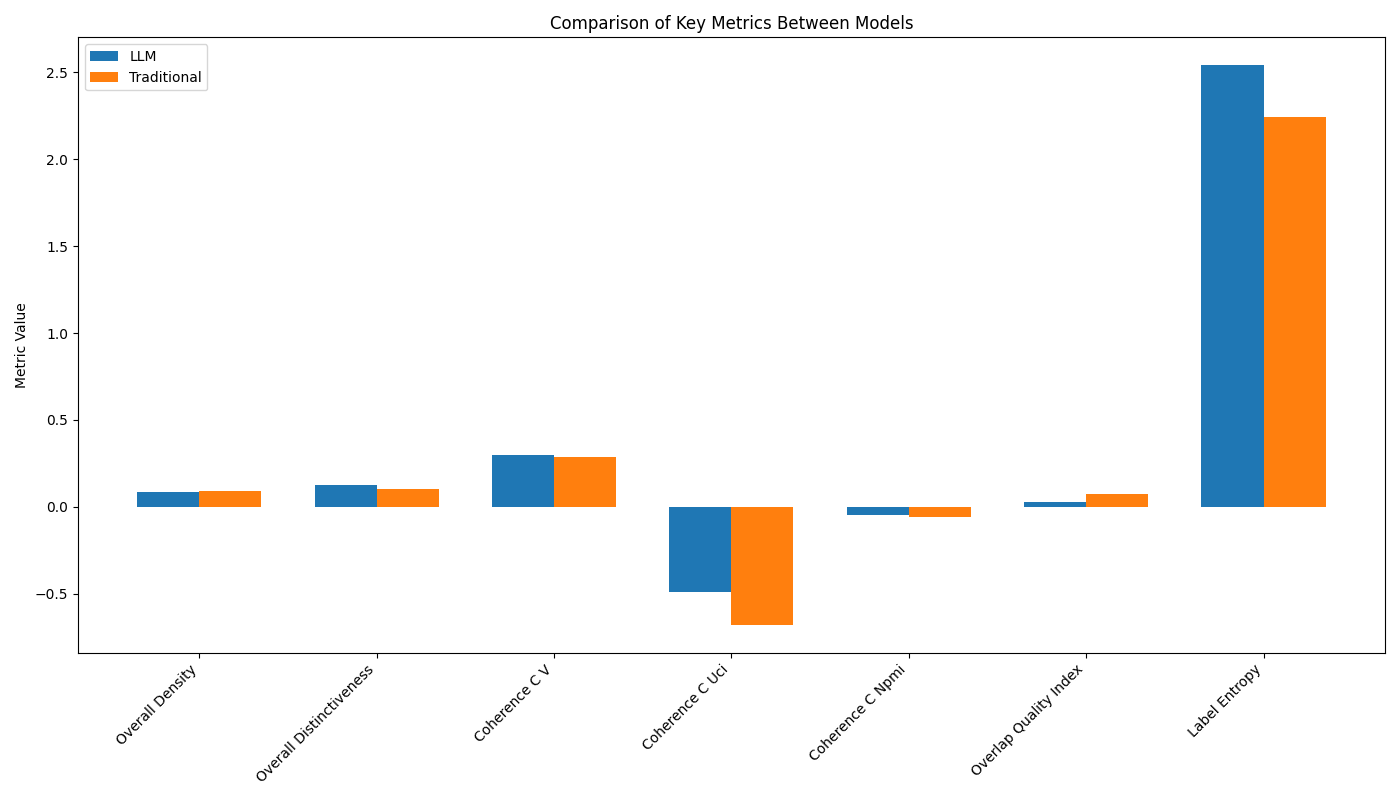 Comparison of Key Metrics Between Models
LLM
Traditional
Metric Value
2.5
2.0
1.5
1.0
0.5
0.0
−0.5
Overall Density
Overall Distinctiveness
Coherence C V
Coherence C Uci
Coherence C Npmi
Overlap Quality Index
Label Entropy